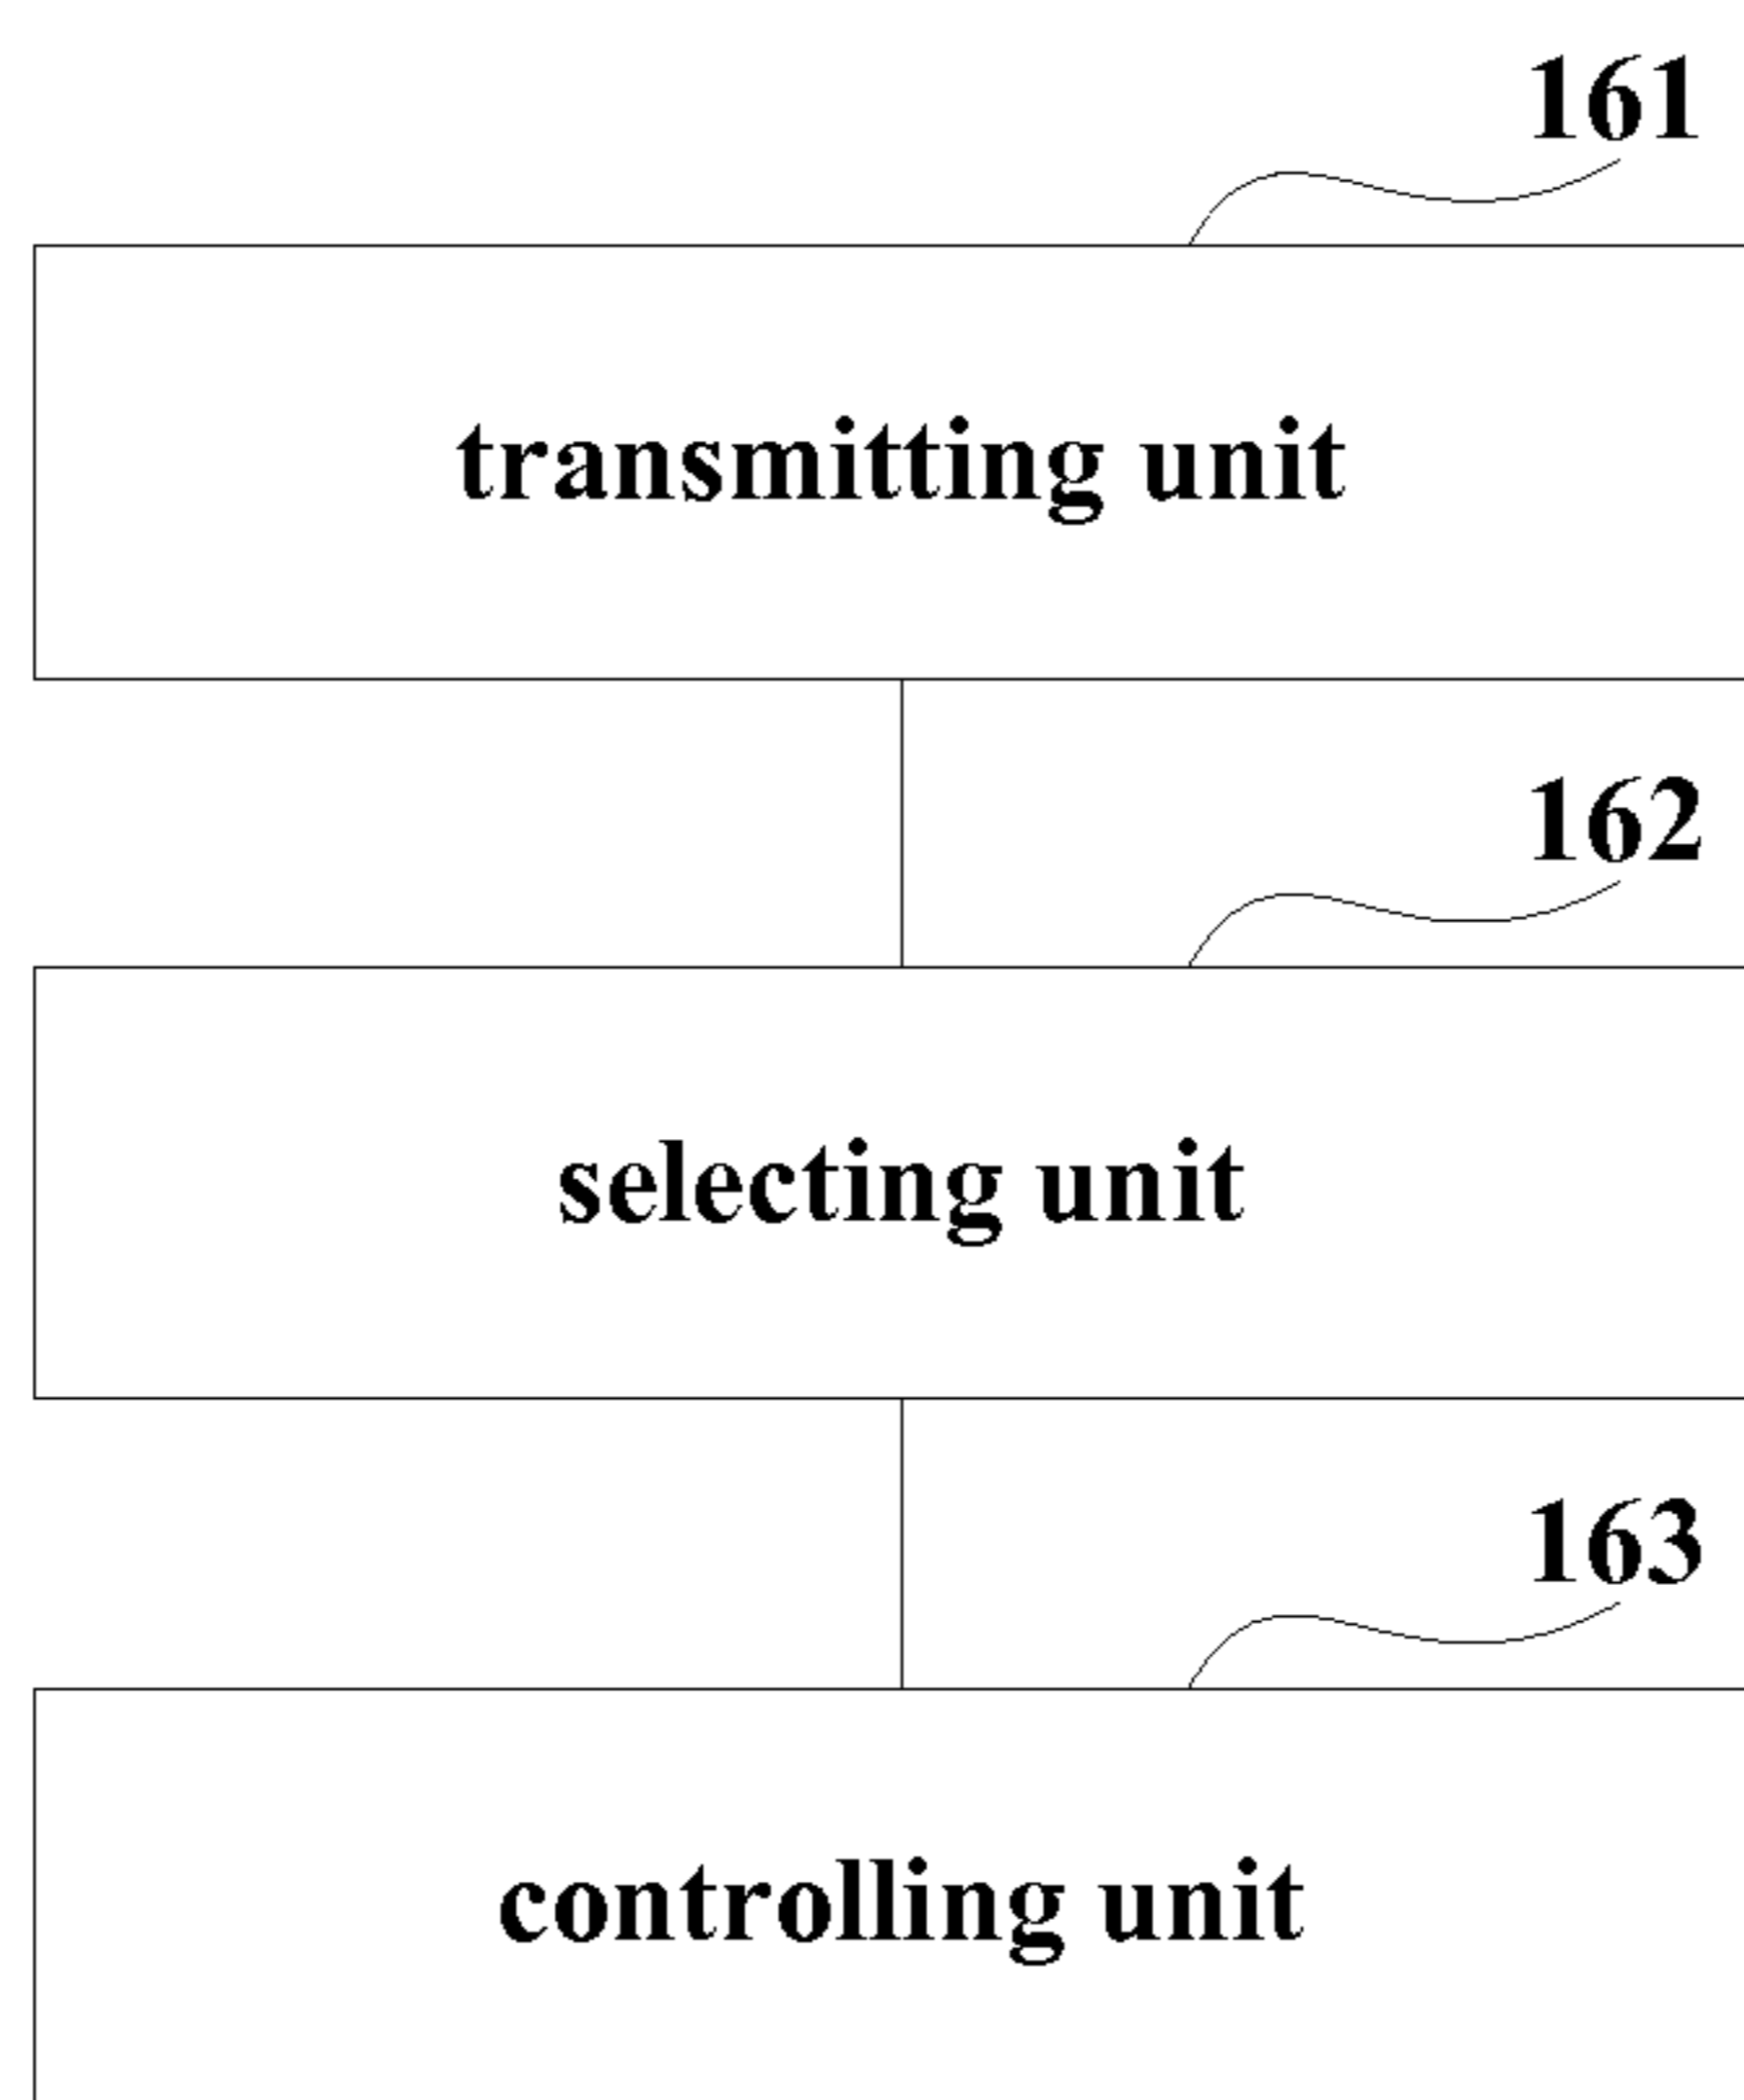 161
transmitting unit
162
selecting unit
163
controlling unit